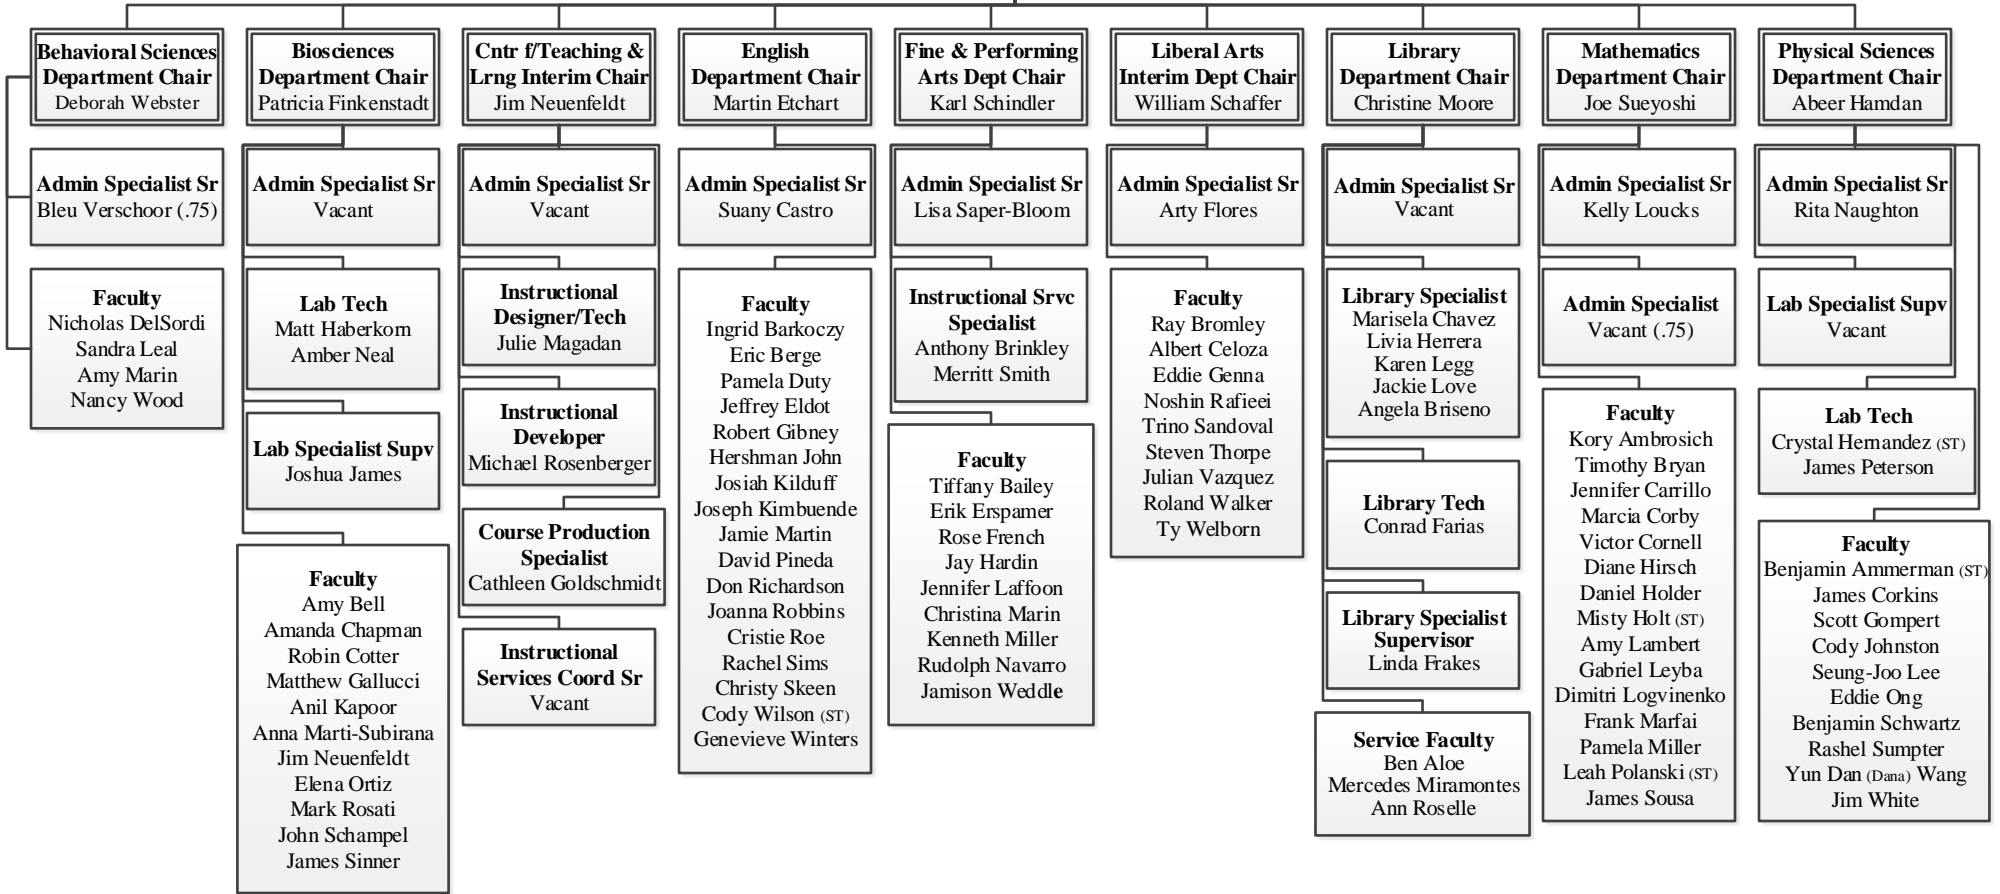 Behavioral Sciences
Department Chair
Deborah Webster
Admin Specialist Sr
Bleu Verschoor (.75)
Faculty
Nicholas DelSordi
Sandra Leal
Amy Marin
Nancy Wood
Biosciences
Department Chair
Patricia Finkenstadt
Admin Specialist Sr
Vacant
Lab Tech
Matt Haberkorn
Amber Neal
Lab Specialist Supv
Joshua James
Faculty
Amy Bell
Amanda Chapman
Robin Cotter
Matthew Gallucci
Anil Kapoor
Anna Marti-Subirana
Jim Neuenfeldt
Elena Ortiz
Mark Rosati
John Schampel
James Sinner
Cntr f/Teaching &
Lrng Interim Chair
Jim Neuenfeldt
Admin Specialist Sr
Vacant
Instructional
Designer/Tech
Julie Magadan
Instructional
Developer
Michael Rosenberger
Course Production
Specialist
Cathleen Goldschmidt
Instructional
Services Coord Sr
Vacant
English
Department Chair
Martin Etchart
Admin Specialist Sr
Suany Castro
Faculty
Ingrid Barkoczy
Eric Berge
Pamela Duty
Jeffrey Eldot
Robert Gibney
Hershman John
Josiah Kilduff
Joseph Kimbuende
Jamie Martin
David Pineda
Don Richardson
Joanna Robbins
Cristie Roe
Rachel Sims
Christy Skeen
Cody Wilson (ST)
Genevieve Winters
Fine & Performing
Arts Dept Chair
Karl Schindler
Admin Specialist Sr
Lisa Saper-Bloom
Instructional Srvc
Specialist
Anthony Brinkley
Merritt Smith
Faculty
Tiffany Bailey
Erik Erspamer
Rose French
Jay Hardin
Jennifer Laffoon
Christina Marin
Kenneth Miller
Rudolph Navarro
Jamison Weddle
Liberal Arts
Interim Dept Chair
William Schaffer
Admin Specialist Sr
Arty Flores
Faculty
Ray Bromley
Albert Celoza
Eddie Genna
Noshin Rafieei
Trino Sandoval
Steven Thorpe
Julian Vazquez
Roland Walker
Ty Welborn
Library
Department Chair
Christine Moore
Admin Specialist Sr
Vacant
Library Specialist
Marisela Chavez
Livia Herrera
Karen Legg
Jackie Love
Angela Briseno
Library Tech
Conrad Farias
Library Specialist
Supervisor
Linda Frakes
Service Faculty
Ben Aloe
Mercedes Miramontes
Ann Roselle
Mathematics
Department Chair
Joe Sueyoshi
Admin Specialist Sr
Kelly Loucks
Admin Specialist
Vacant (.75)
Faculty
Kory Ambrosich
Timothy Bryan
Jennifer Carrillo
Marcia Corby
Victor Cornell
Diane Hirsch
Daniel Holder
Misty Holt (ST)
Amy Lambert
Gabriel Leyba
Dimitri Logvinenko
Frank Marfai
Pamela Miller
Leah Polanski (ST)
James Sousa
Physical Sciences
Department Chair
Abeer Hamdan
Admin Specialist Sr
Rita Naughton
Lab Specialist Supv
Vacant
Lab Tech
Crystal Hernandez (ST)
James Peterson
Faculty
Benjamin Ammerman (ST)
James Corkins
Scott Gompert
Cody Johnston
Seung-Joo Lee
Eddie Ong
Benjamin Schwartz
Rashel Sumpter
Yun Dan (Dana) Wang
Jim White